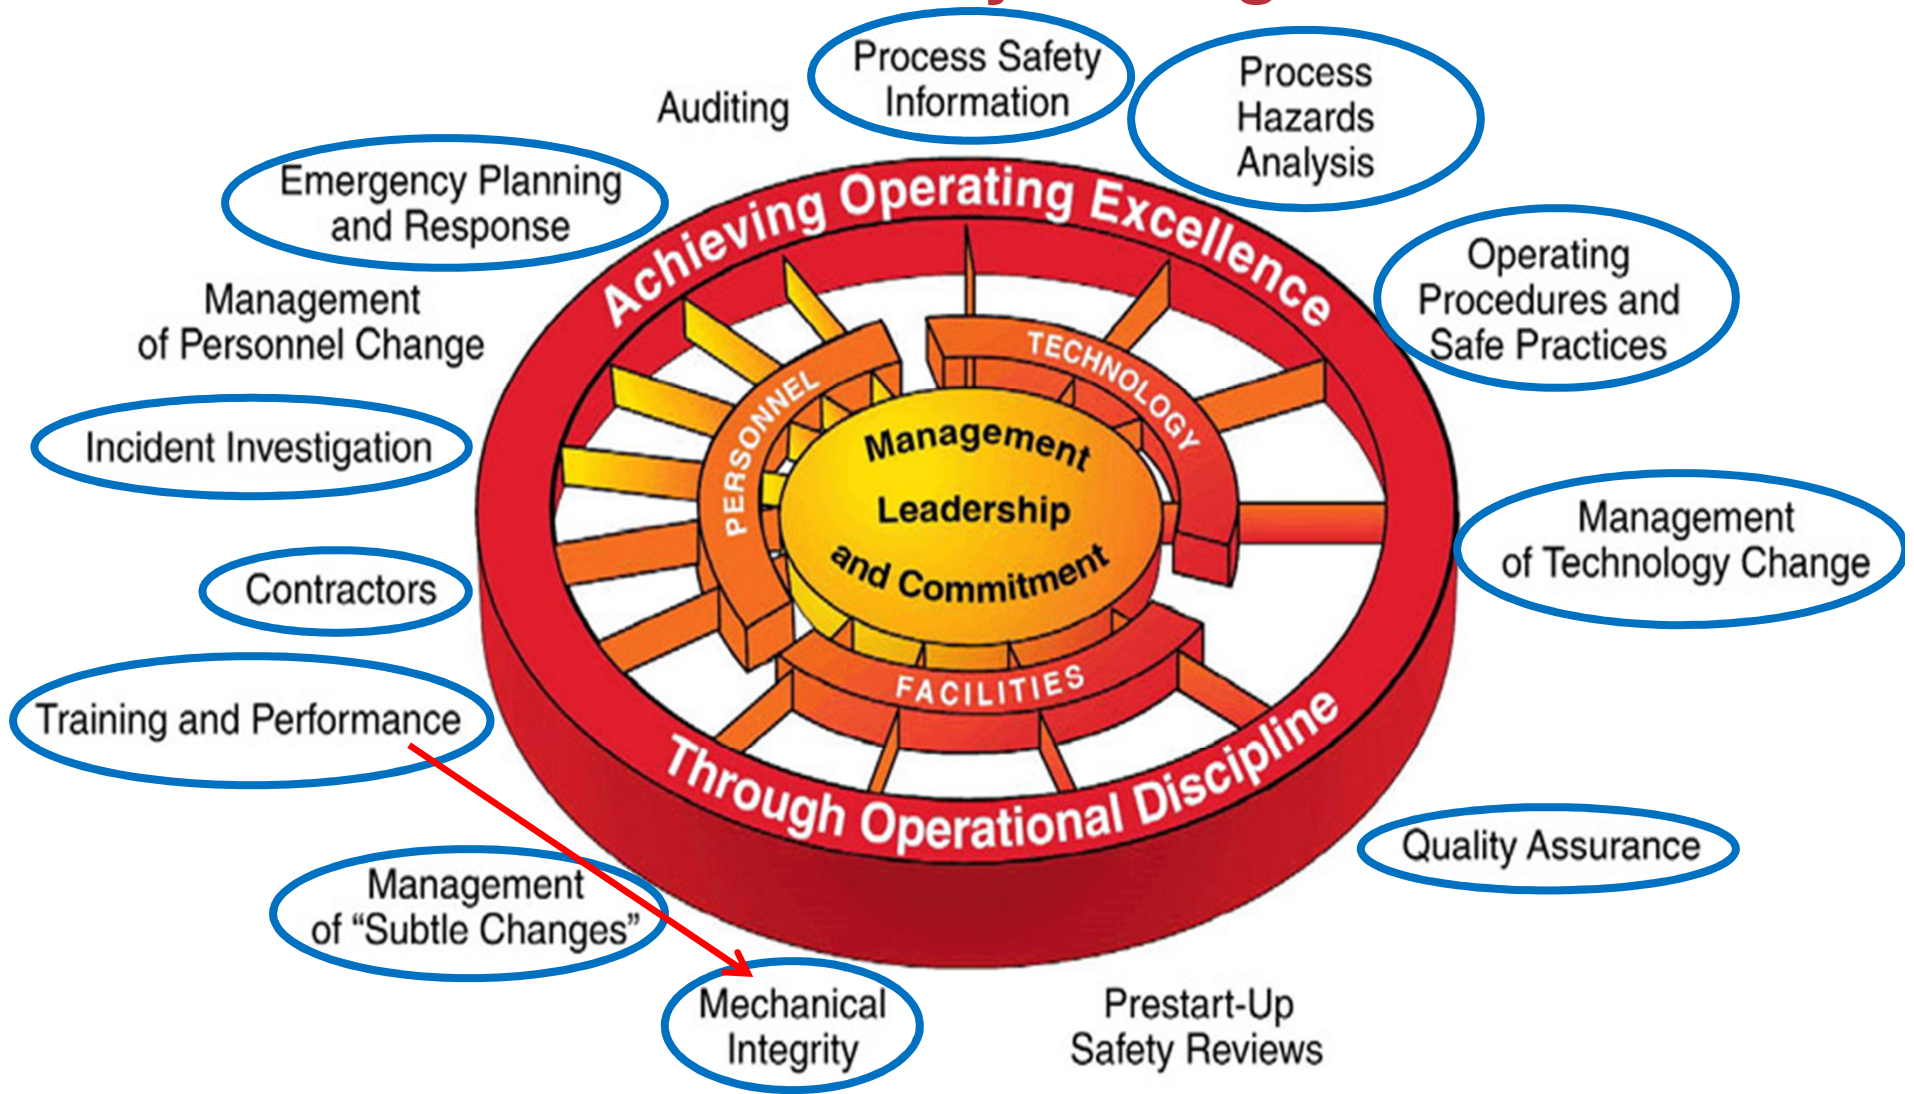 Process Safety
Information
Process
Hazards
Analysis
Auditing
Emergency Planning
and Response
Operating
Procedures and
Safe Practices
Management
of Personnel Change
Incident Investigation
Contractors
Training and Performance
Management
of Technology Change
Quality Assurance
Management
of “Subtle Changes”
Mechanical
Integrity
Prestart-Up
Safety Reviews
Achieving Operating Excellence
Through Operational Discipline
PERSONNEL
TECHNOLOGY
FACILITIES
Management
Leadership
and Commitment